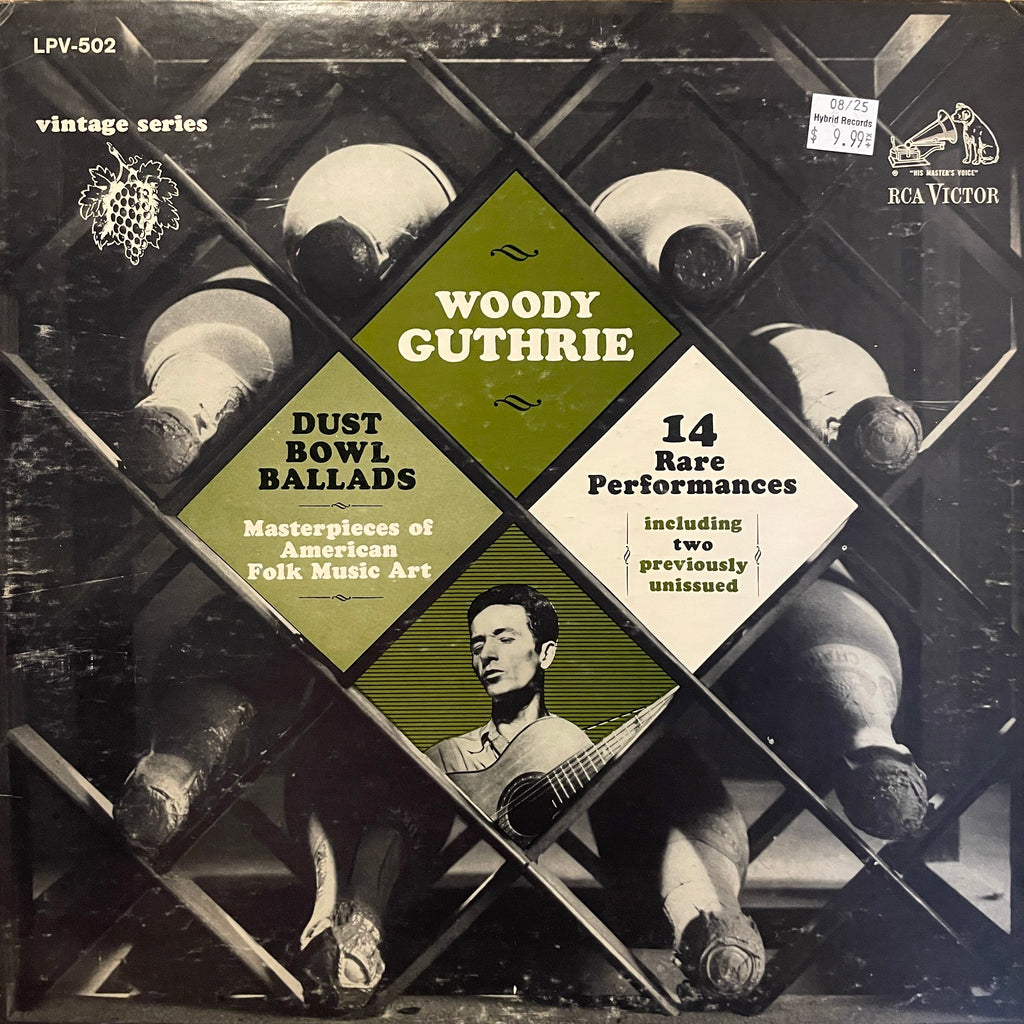 LPV-502
vintage series
08/25
Hybrid Records
$ 9.99
"HIS MASTER'S VOICE"
RCA VICTOR
WOODY
GUTHRIE
DUST
BOWL
BALLADS
Masterpieces of
American
Folk Music Art
14
Rare
Performances
including
two
previously
unissued